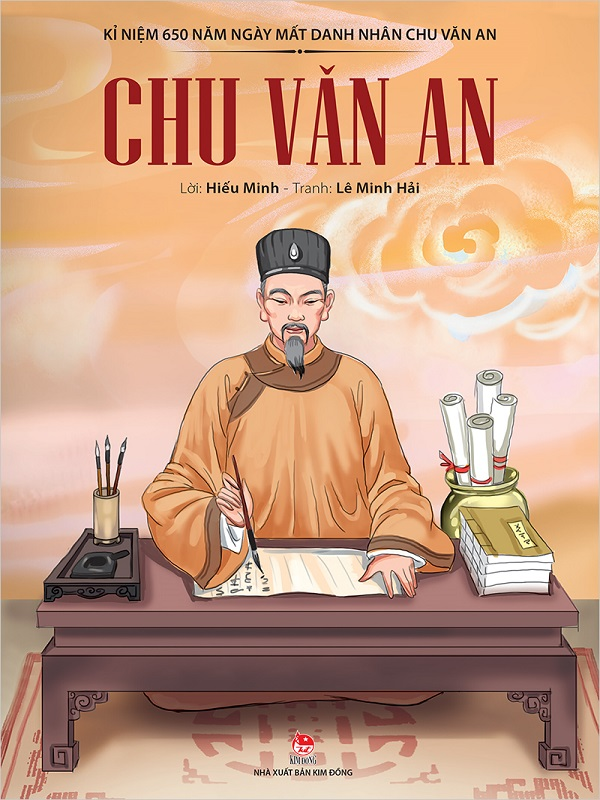 KỈ NIỆM 650 NĂM NGÀY MẤT DANH NHÂN CHU VĂN AN
CHU VĂN AN
Lời: Hiếu Minh - Tranh: Lê Minh Hải
KIM ĐỒNG
NHÀ XUẤT BẢN KIM ĐỒNG